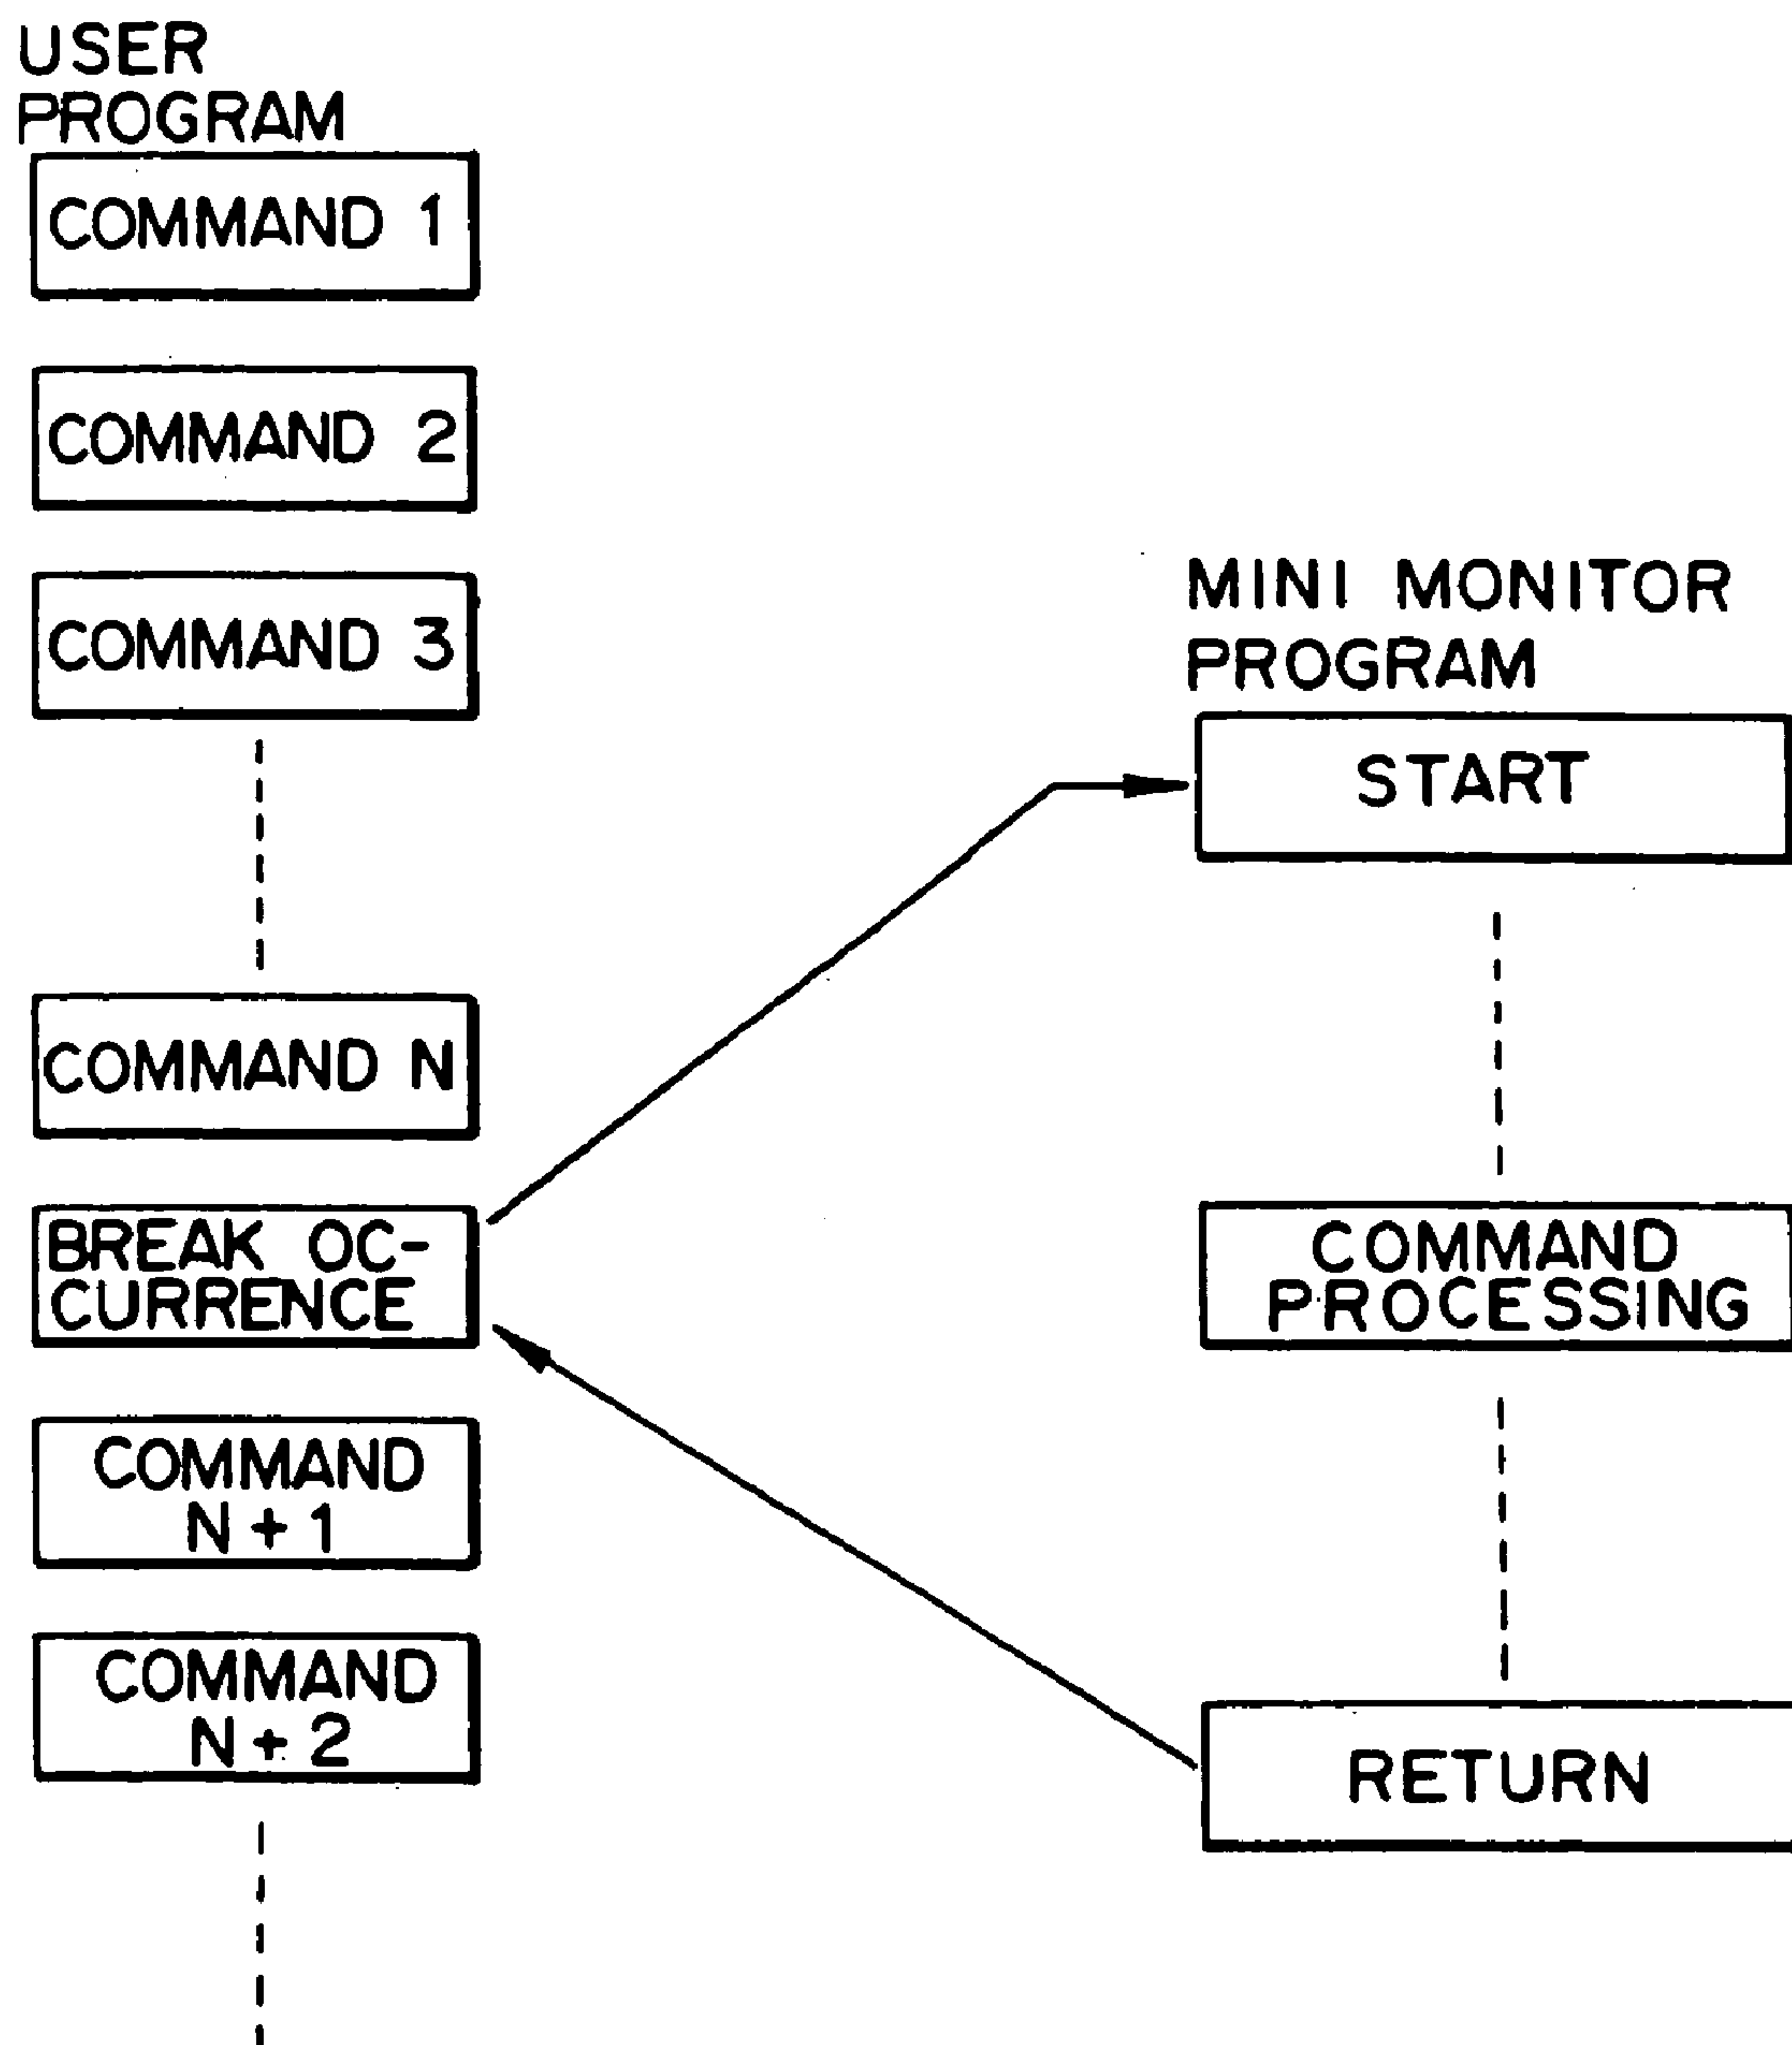 USER
PROGRAM
COMMAND 1
COMMAND 2
COMMAND 3
COMMAND N
BREAK OC-
CURRENCE
COMMAND
N + 1
COMMAND
N + 2
MINI MONITOR
PROGRAM
START
COMMAND
PROCESSING
RETURN